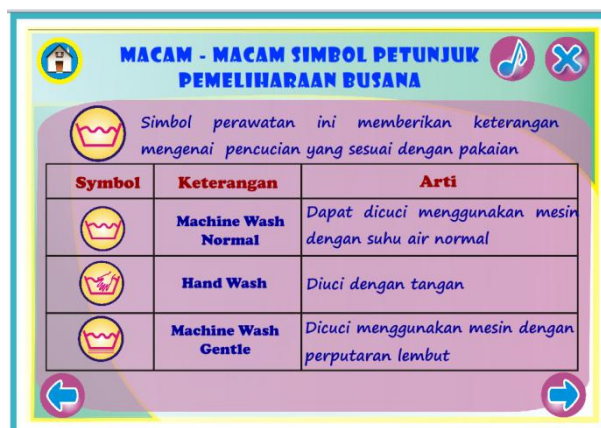 MACAM - MACAM SIMBOL PETUNJUK
PEMELIHARAAN BUSANA
Simbol perawatan ini memberikan keterangan
mengenai pencucian yang sesuai dengan pakaian
Symbol Keterangan Arti
Machine Wash
Normal
Dapat dicuci menggunakan mesin
dengan suhu air normal
Hand Wash
Diuci dengan tangan
Machine Wash
Gentle
Dicuci menggunakan mesin dengan
perputaran lembut